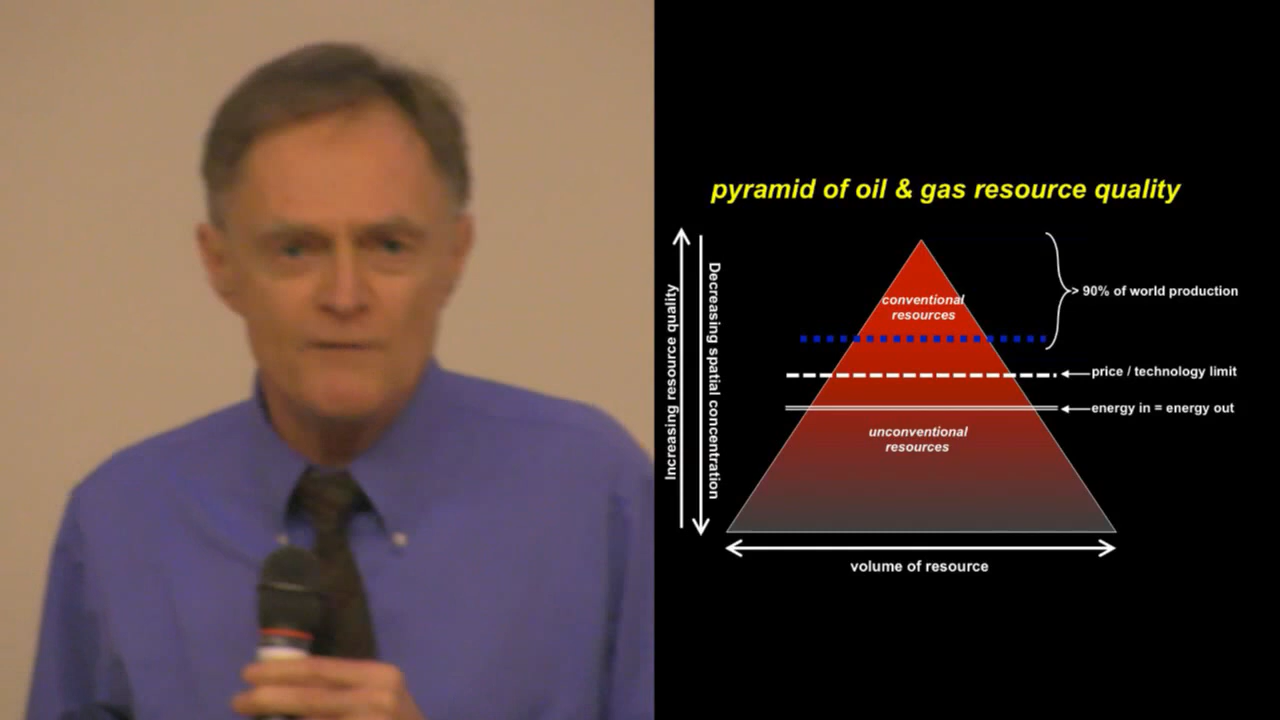 pyramid of oil & gas resource quality
Increasing resource quality
Decreasing spatial concentration
conventional
resources
> 90% of world production
price / technology limit
energy in = energy out
unconventional
resources
volume of resource